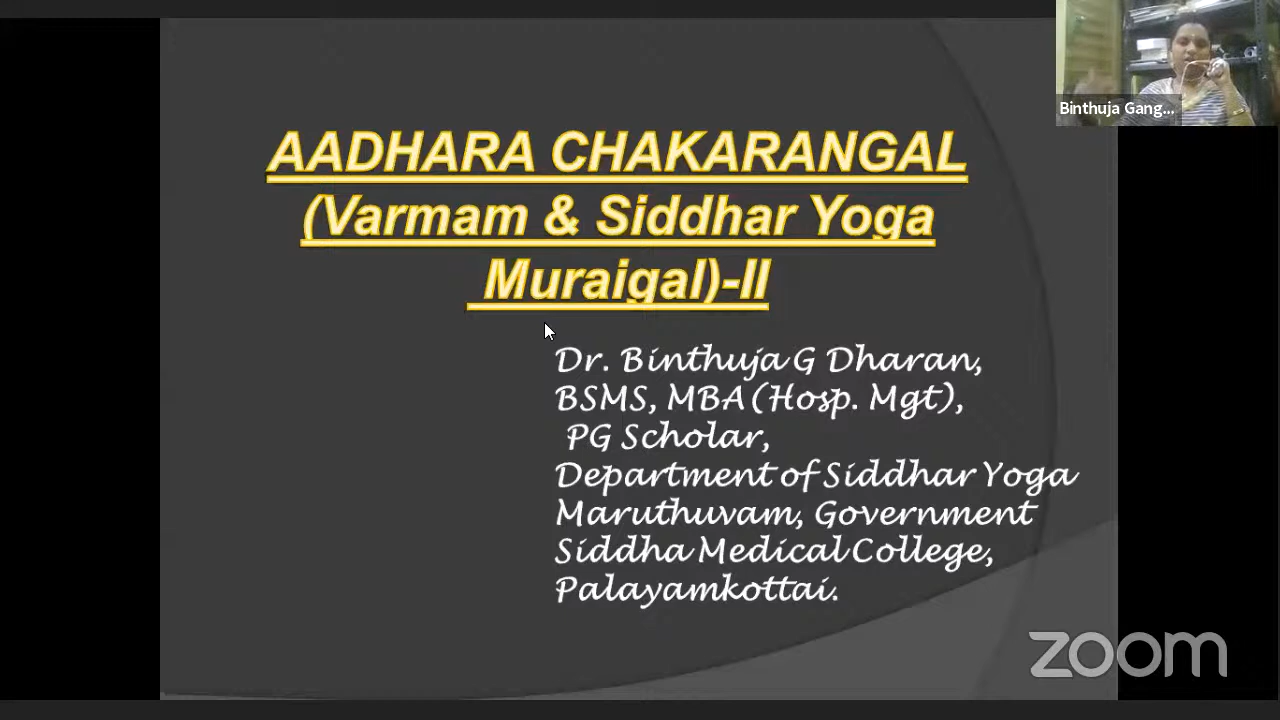 Binthuja Gang...
AADHARA CHAKARANGAL
(Varmam & Siddhar Yoga
Muraigal)-II
Dr. Binthuja G Dharan,
BSMS, MBA (Hosp. Mgt),
PG Scholar,
Department of Siddhar Yoga
Maruthuvam, Government
Siddha Medical College,
Palayamkottai.
zoom